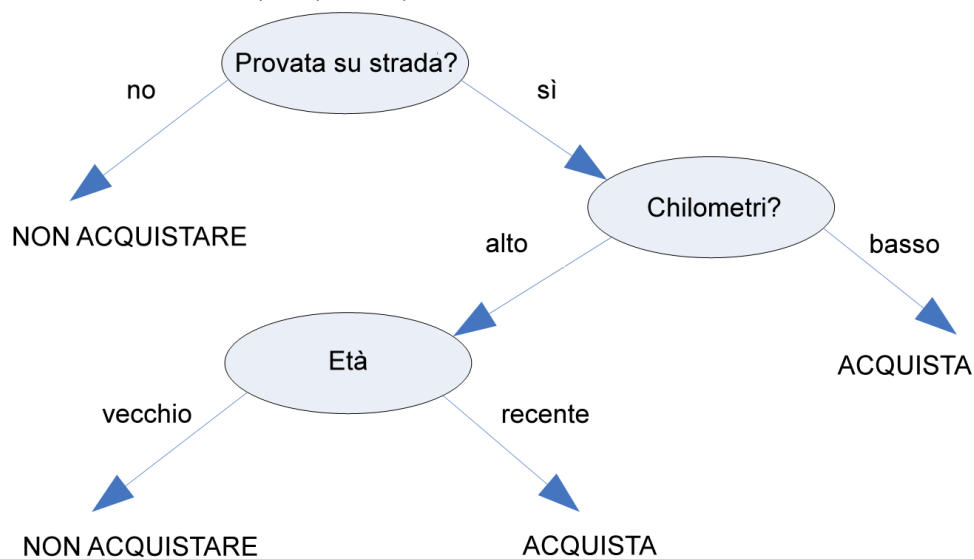 Provata su strada?
no
sì
Chilometri?
NON ACQUISTARE
alto
basso
Età
ACQUISTA
vecchio
recente
NON ACQUISTARE
ACQUISTA